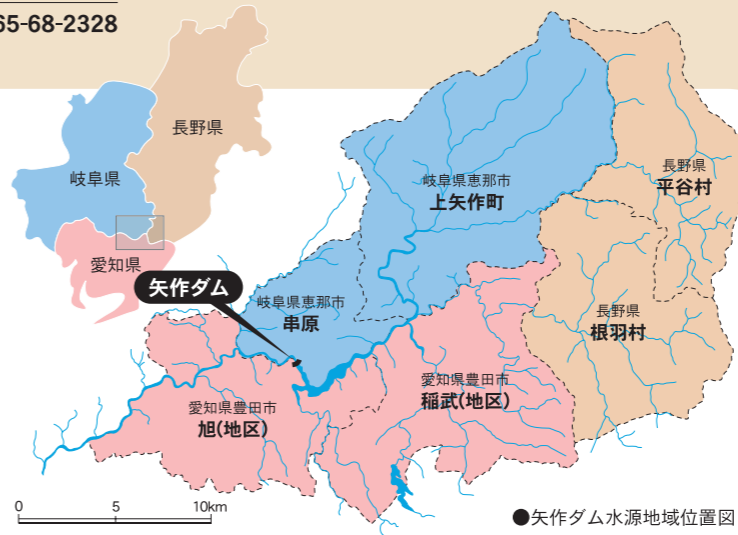 65-68-2328
長野県
岐阜県
愛知県
矢作ダム
岐阜県恵那市
上矢作町
長野県
平谷村
岐阜県恵那市
串原
長野県
根羽村
愛知県豊田市
稲武(地区)
愛知県豊田市
旭(地区)
0 5 10km
●矢作ダム水源地域位置図